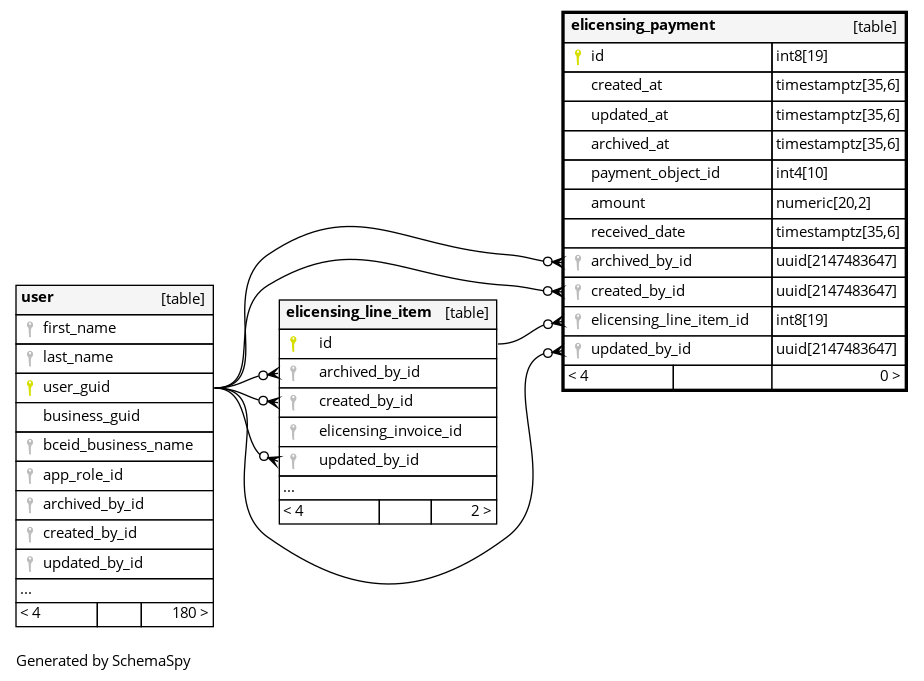 elicensing_payment [table]
id int8[19]
created_at timestamptz[35,6]
updated_at timestamptz[35,6]
archived_at timestamptz[35,6]
payment_object_id int4[10]
amount numeric[20,2]
received_date timestamptz[35,6]
archived_by_id uuid[2147483647]
created_by_id uuid[2147483647]
elicensing_line_item_id int8[19]
updated_by_id uuid[2147483647]
< 4 0 >
user [table]
first_name
last_name
user_guid
business_guid
bceid_business_name
app_role_id
archived_by_id
created_by_id
updated_by_id
...
< 4 180 >
elicensing_line_item [table]
id
archived_by_id
created_by_id
elicensing_invoice_id
updated_by_id
...
< 4 2 >
Generated by SchemaSpy